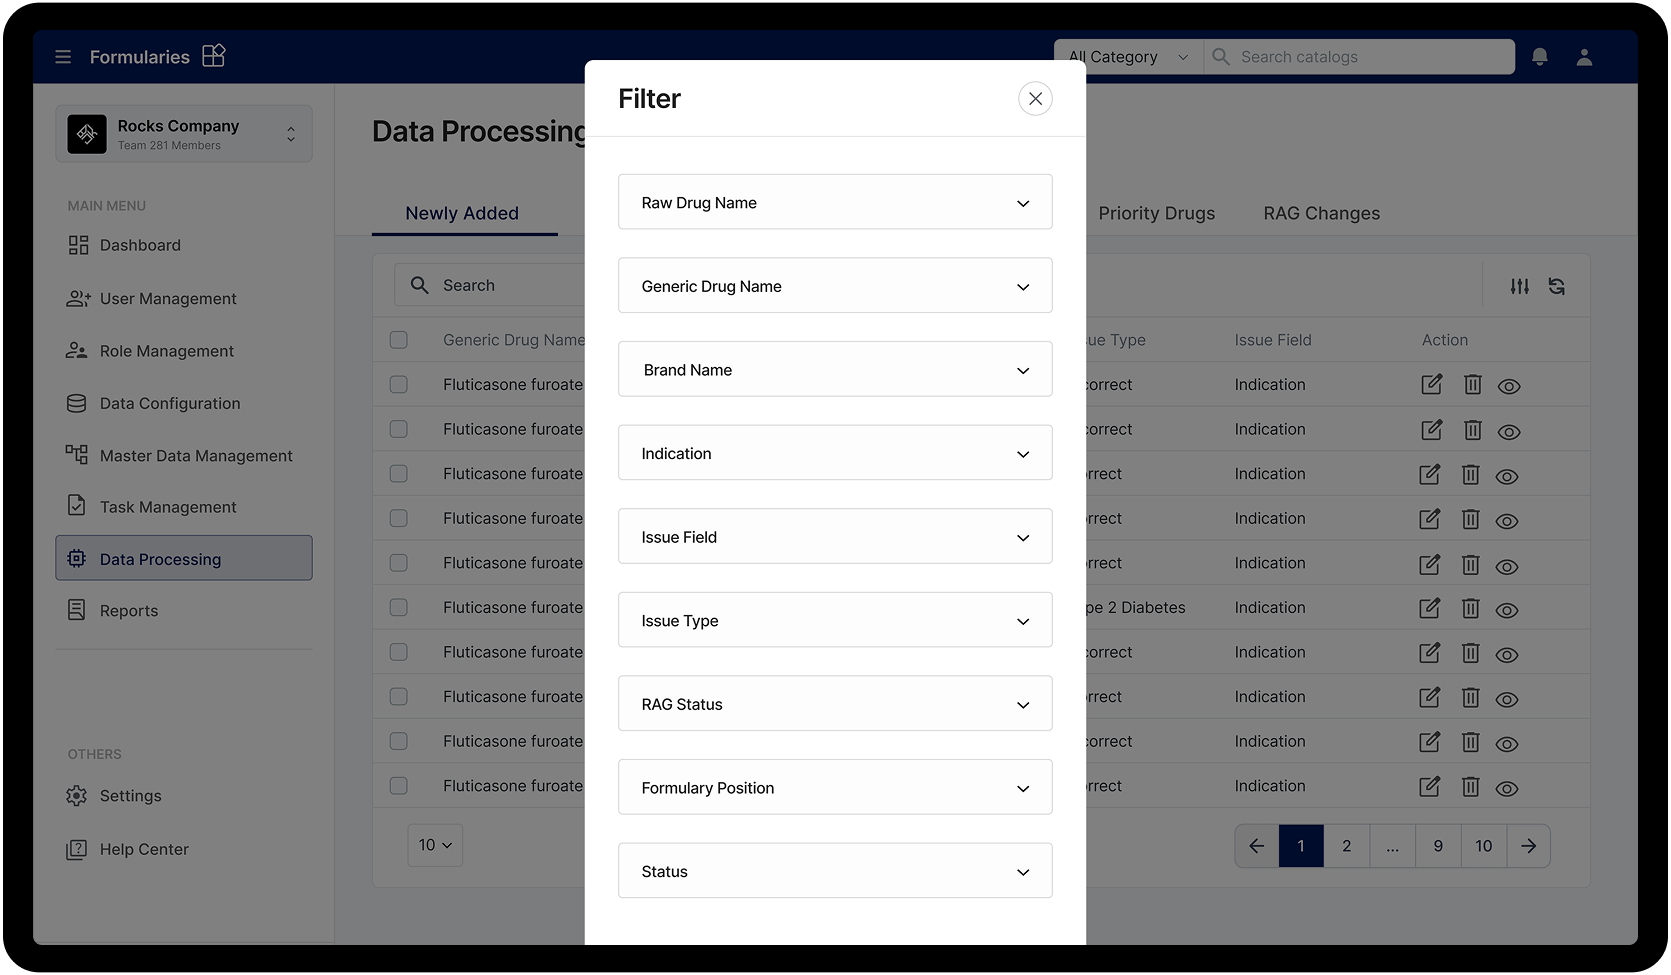 Formularies
All Category
Search catalogs
Filter
Rocks Company
Team 281 Members
Data Processing
MAIN MENU
Dashboard
User Management
Role Management
Data Configuration
Master Data Management
Task Management
Data Processing
Reports
OTHERS
Settings
Help Center
Newly Added
Priority Drugs
RAG Changes
Search
Raw Drug Name
Generic Drug Name
Brand Name
Indication
Issue Field
Issue Type
RAG Status
Formulary Position
Status
Generic Drug Name
ue Type
Issue Field
Action
Fluticasone furoate
correct
Indication
Fluticasone furoate
correct
Indication
Fluticasone furoate
rrect
Indication
Fluticasone furoate
rrect
Indication
Fluticasone furoate
rrect
Indication
Fluticasone furoate
pe 2 Diabetes
Indication
Fluticasone furoate
correct
Indication
Fluticasone furoate
rrect
Indication
Fluticasone furoate
correct
Indication
Fluticasone furoate
rrect
Indication
10
1
2
...
9
10